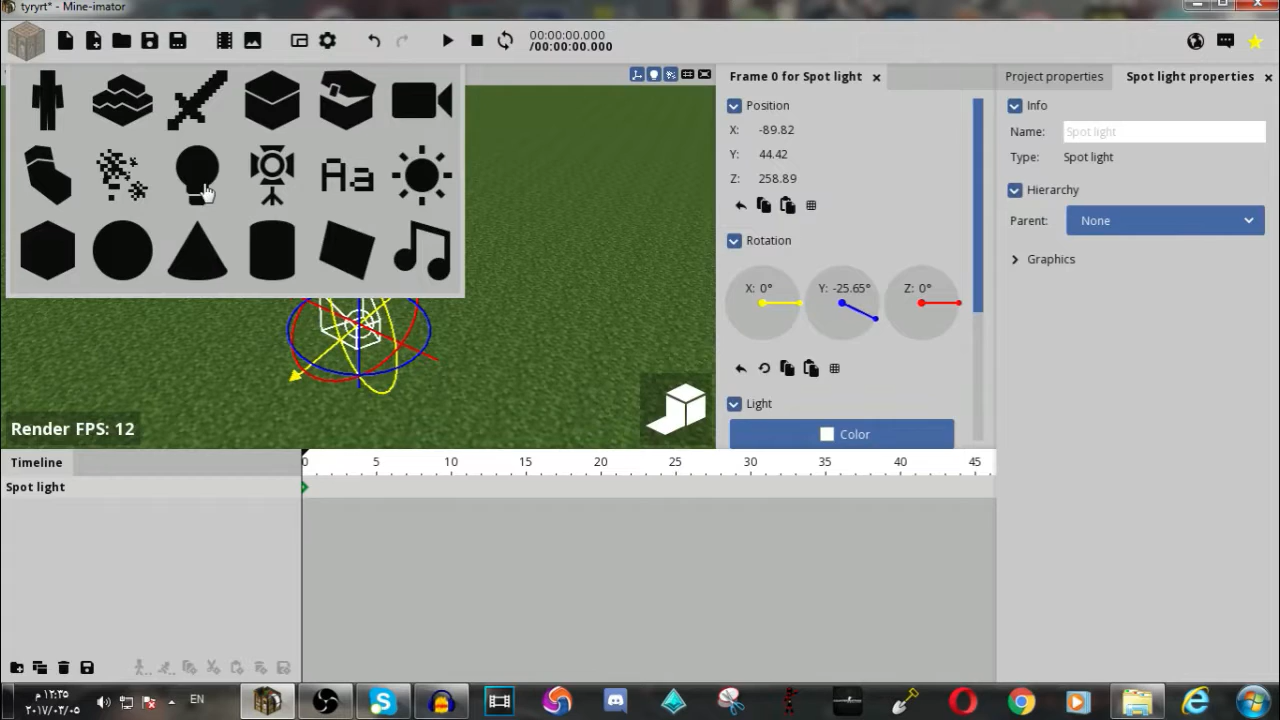 tyryrt* - Mine-imator
00:00:00.000
/00:00:00.000
Aa
Render FPS: 12
Frame 0 for Spot light
Position
X: -89.82
Y: 44.42
Z: 258.89
Rotation
X: 0°
Y: -25.65°
Z: 0°
Light
Color
Project properties
Spot light properties
Info
Name: Spot light
Type: Spot light
Hierarchy
Parent: None
Graphics
Timeline
0 5 10 15 20 25 30 35 40 45
Spot light
١٢:٣٥ م
٢٠١٧/٠٣/٠٥
EN